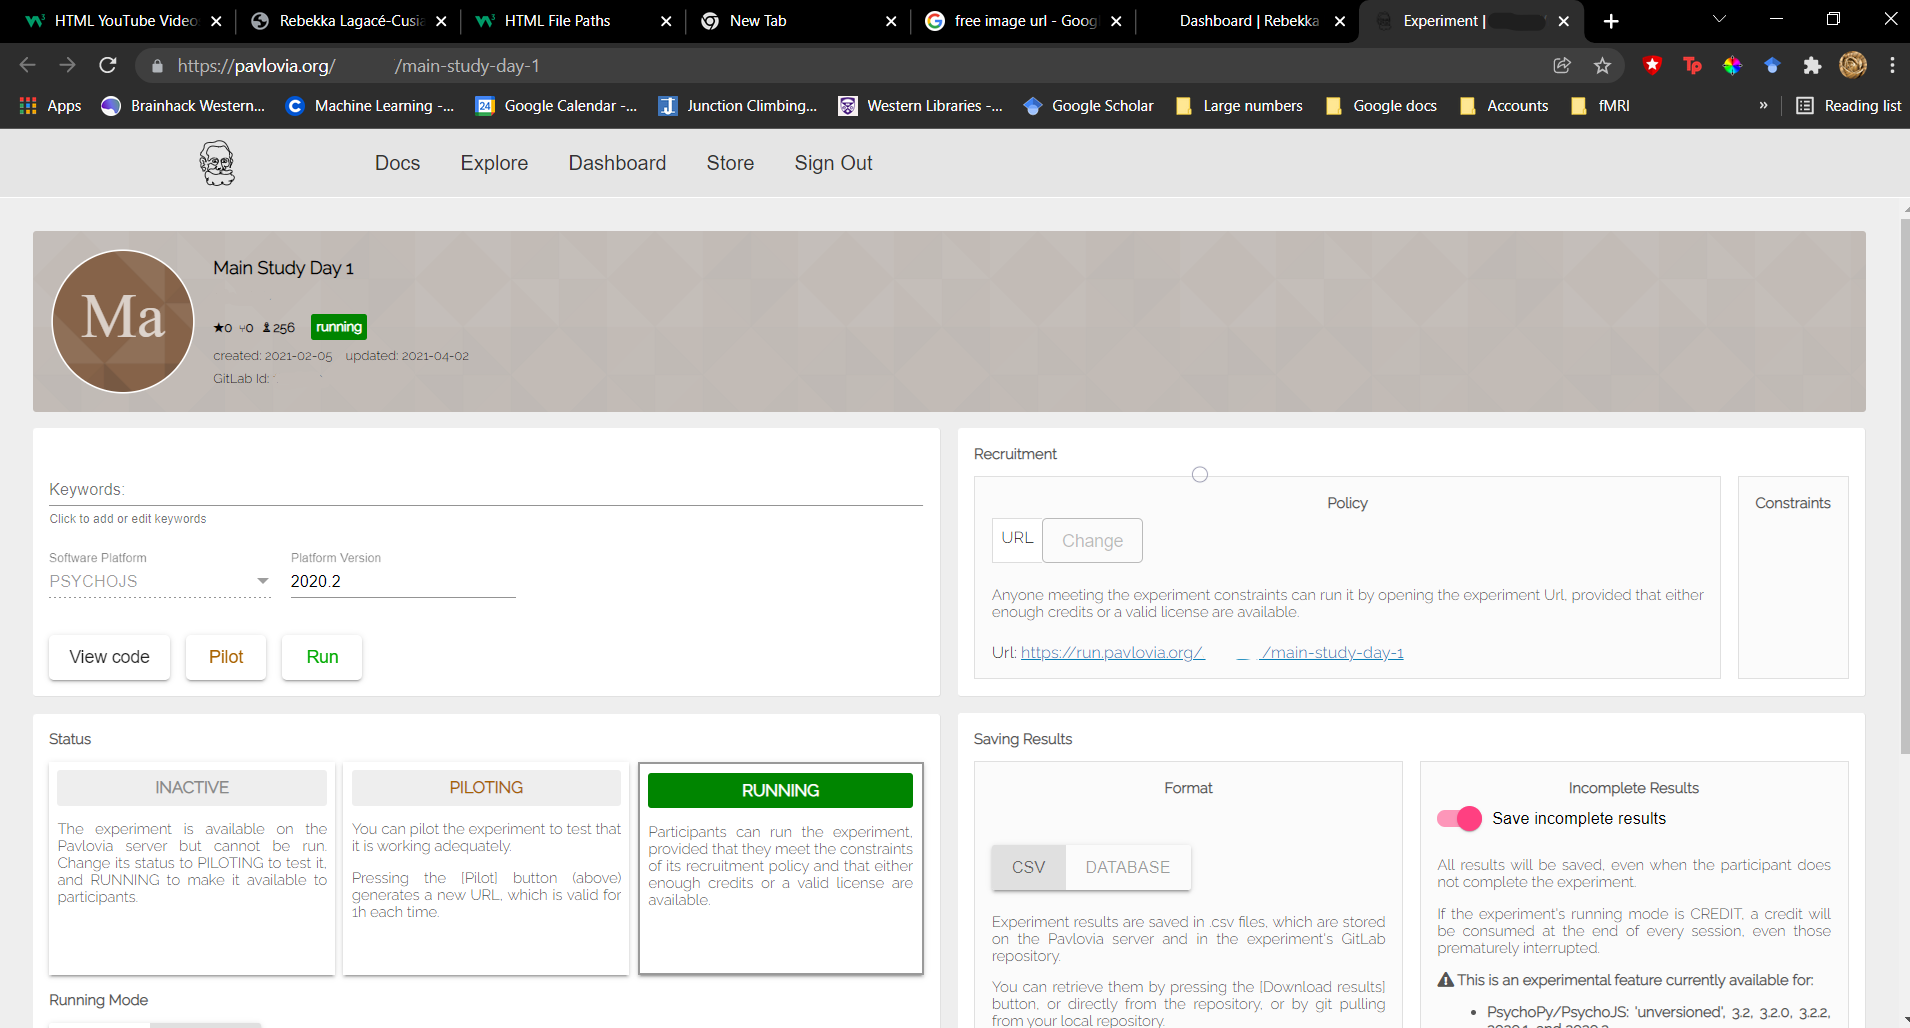 HTML YouTube Video
Rebekka Lagacé-Cusia
HTML File Paths
New Tab
free image url - Goog
Dashboard | Rebekka
Experiment |
https://pavlovia.org/ /main-study-day-1
Apps
Brainhack Western...
Machine Learning -...
Google Calendar -...
Junction Climbing...
Western Libraries -...
Google Scholar
Large numbers
Google docs
Accounts
fMRI
»
Reading list
Docs
Explore
Dashboard
Store
Sign Out
Ma
Main Study Day 1
0 0 256 running
created: 2021-02-05 updated: 2021-04-02
GitLab Id:
Keywords:
Click to add or edit keywords
Software Platform
PSYCHOJS
Platform Version
2020.2
View code
Pilot
Run
Recruitment
Policy
URL
Change
Anyone meeting the experiment constraints can run it by opening the experiment Url, provided that either
enough credits or a valid license are available.
Url: https://run.pavlovia.org/ /main-study-day-1
Constraints
Status
INACTIVE
The experiment is available on the
Pavlovia server but cannot be run.
Change its status to PILOTING to test it,
and RUNNING to make it available to
participants.
PILOTING
You can pilot the experiment to test that
it is working adequately.
Pressing the [Pilot] button (above)
generates a new URL, which is valid for
1h each time.
RUNNING
Participants can run the experiment,
provided that they meet the constraints
of its recruitment policy and that either
enough credits or a valid license are
available.
Running Mode
Saving Results
Format
CSV
DATABASE
Experiment results are saved in .csv files, which are stored
on the Pavlovia server and in the experiment's GitLab
repository.
You can retrieve them by pressing the [Download results]
button, or directly from the repository, or by git pulling
from your local repository.
Incomplete Results
Save incomplete results
All results will be saved, even when the participant does
not complete the experiment.
If the experiment's running mode is CREDIT, a credit will
be consumed at the end of every session, even those
prematurely interrupted.
This is an experimental feature currently available for:
• PsychoPy/PsychoJS: 'unversioned', 3.2, 3.2.0, 3.2.2,